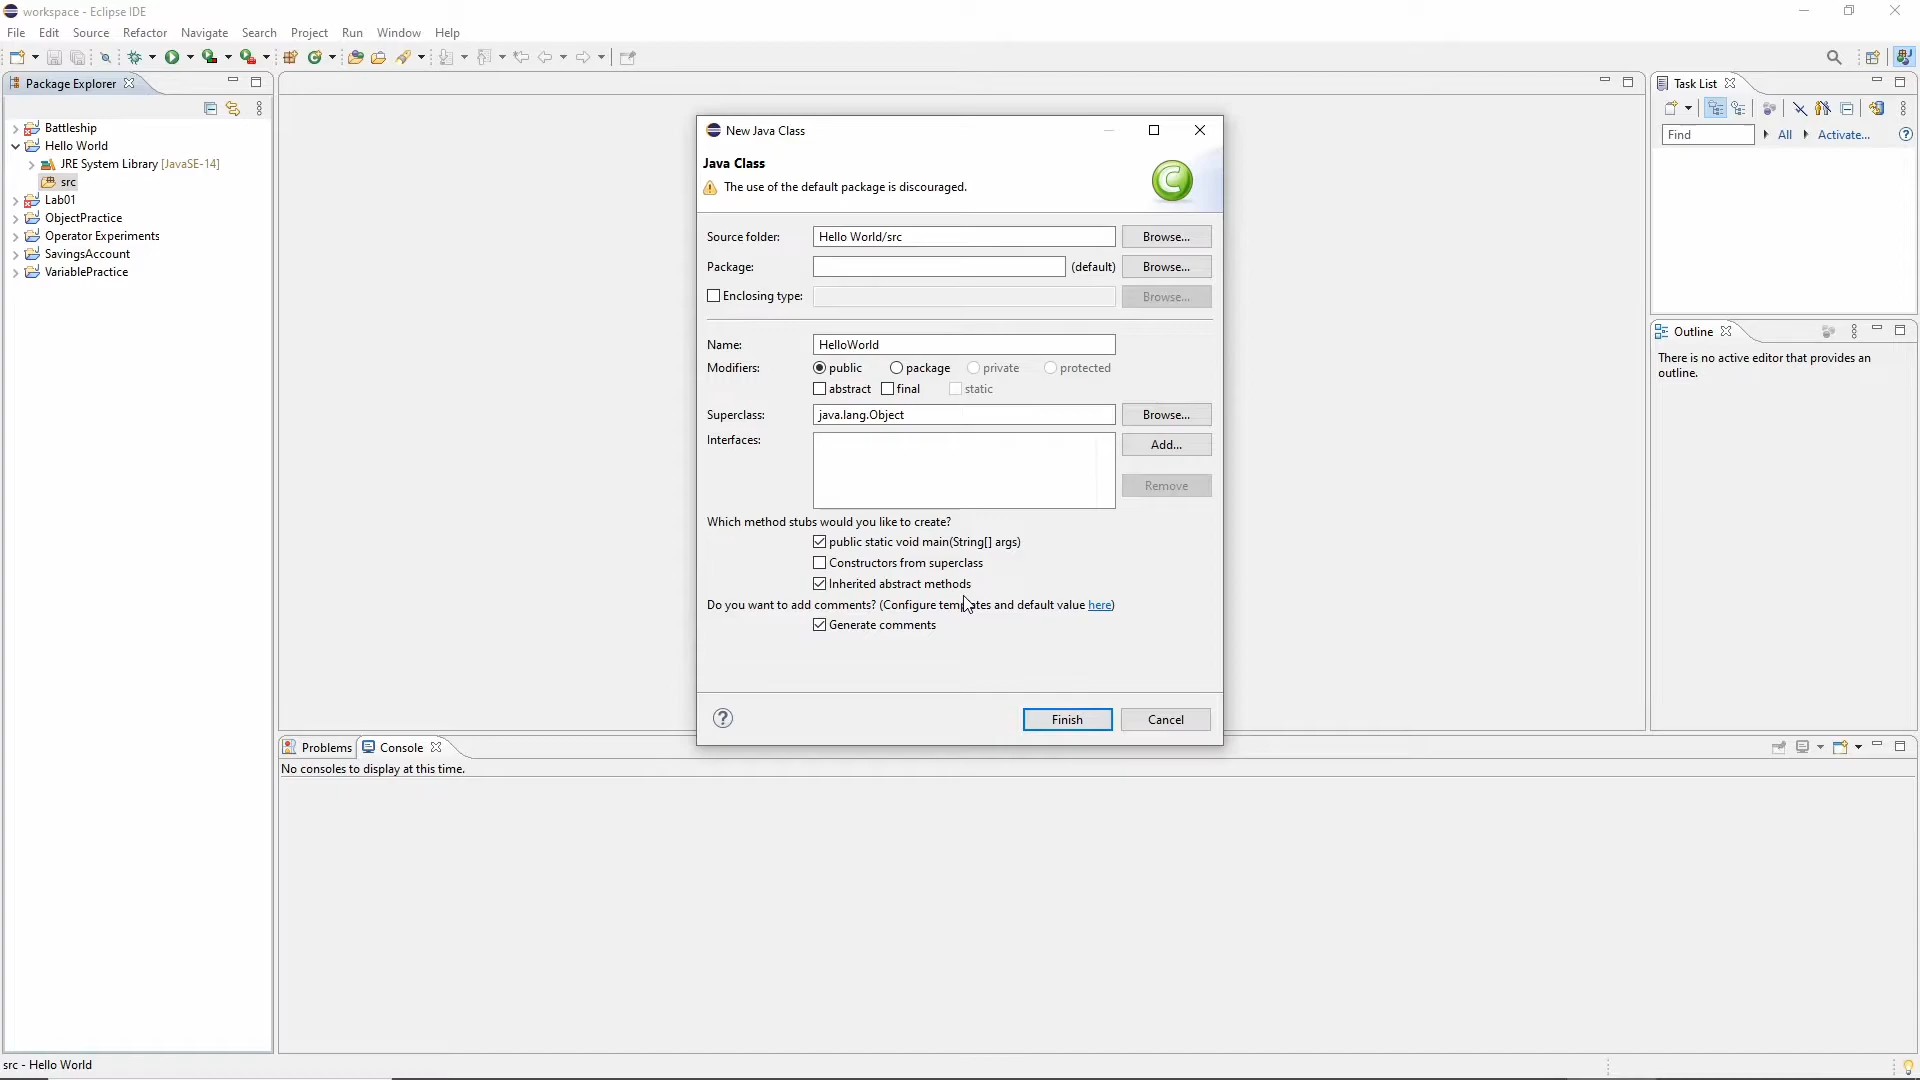 workspace - Eclipse IDE
File Edit Source Refactor Navigate Search Project Run Window Help
Package Explorer
Battleship
Hello World
JRE System Library [JavaSE-14]
src
Lab01
ObjectPractice
Operator Experiments
SavingsAccount
VariablePractice
New Java Class
Java Class
The use of the default package is discouraged.
Source folder: Hello World/src Browse...
Package: (default) Browse...
Enclosing type: Browse...
Name: HelloWorld
Modifiers: public package private protected
abstract final static
Superclass: java.lang.Object Browse...
Interfaces: Add...
Remove
Which method stubs would you like to create?
public static void main(String[] args)
Constructors from superclass
Inherited abstract methods
Do you want to add comments? (Configure templates and default value here)
Generate comments
Finish Cancel
Task List
Find All Activate...
Outline
There is no active editor that provides an
outline.
Problems Console
No consoles to display at this time.
src - Hello World